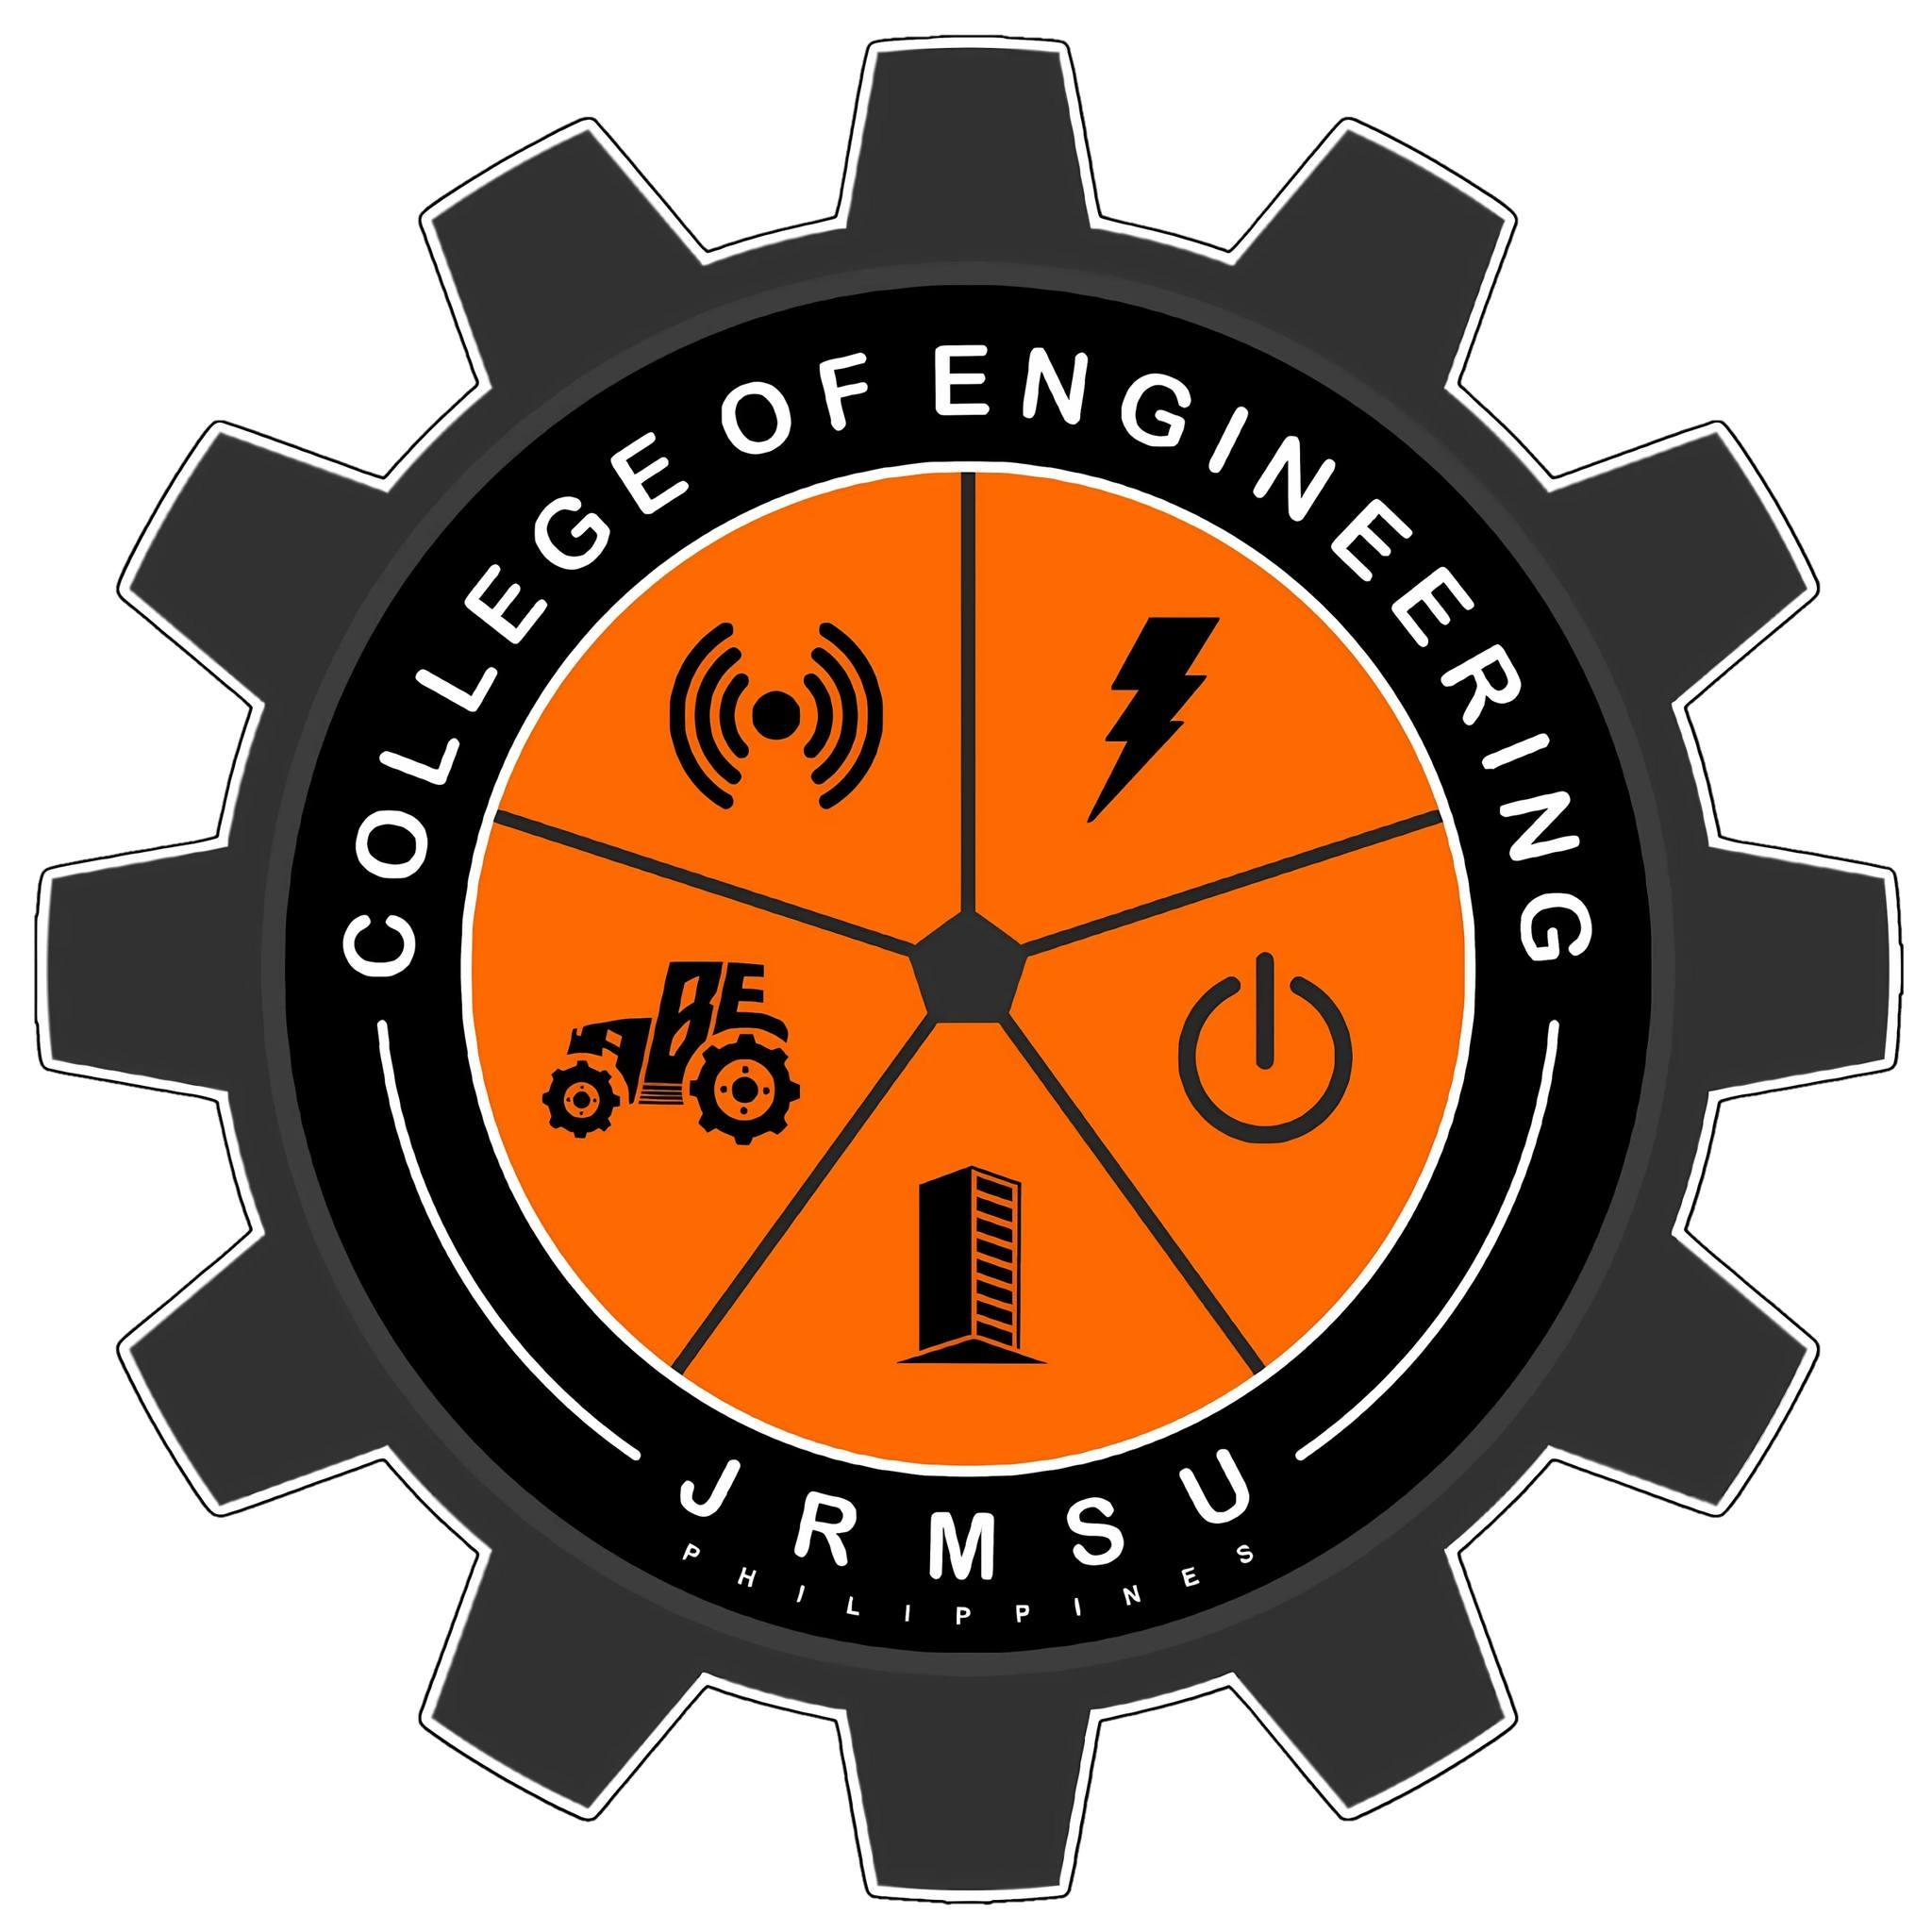 COLLEGE OF ENGINEERING
ABE
JRMSU
PHILIPPINES